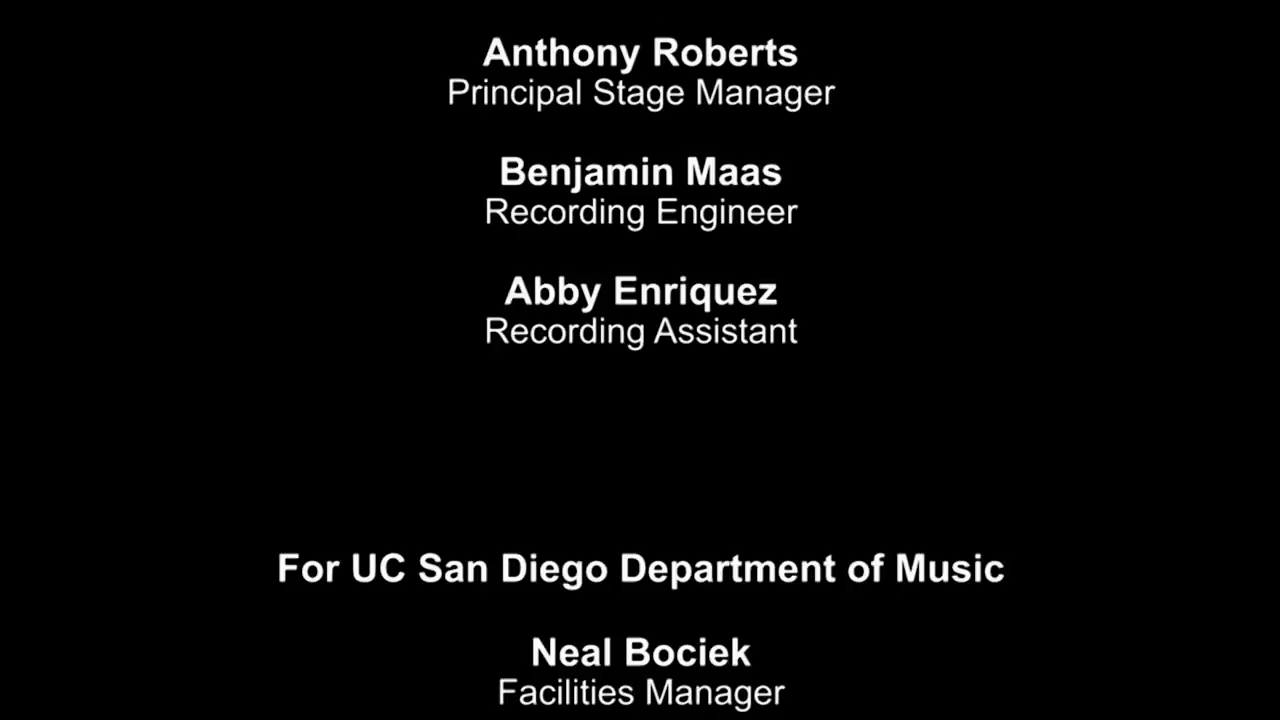 Anthony Roberts
Principal Stage Manager
Benjamin Maas
Recording Engineer
Abby Enriquez
Recording Assistant
For UC San Diego Department of Music
Neal Bociek
Facilities Manager